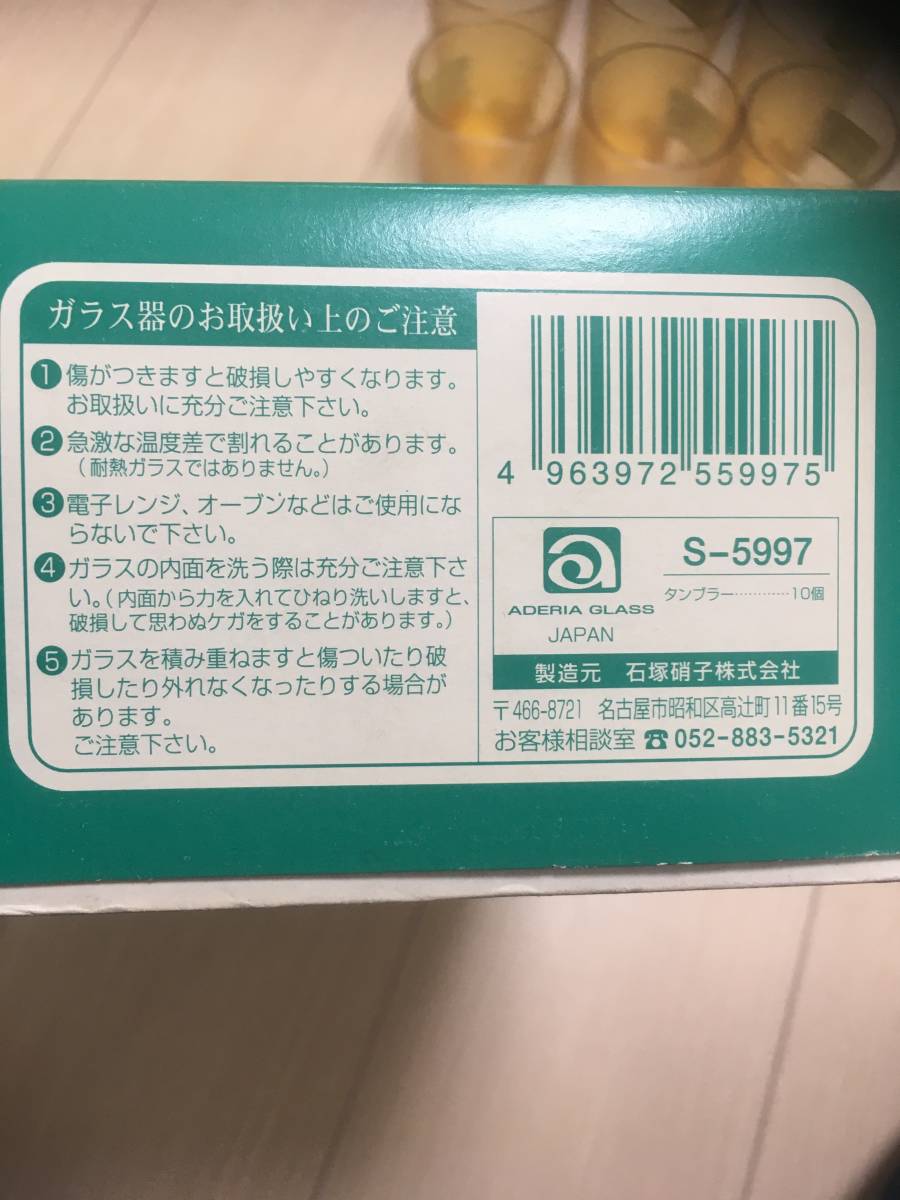 ガラス器のお取扱い上のご注意
❶傷がつきますと破損しやすくなります。
お取扱いに充分ご注意下さい。
❷急激な温度差で割れることがあります。
（耐熱ガラスではありません。）
❸電子レンジ、オーブンなどはご使用にな
らないで下さい。
❹ガラスの内面を洗う際は充分ご注意下さ
い。（内面から力を入れてひねり洗いしますと、
破損して思わぬケガをすることがあります。）
❺ガラスを積み重ねますと傷ついたり破
損したり外れなくなったりする場合が
あります。
ご注意下さい。
4 963972 559975
ADERIA GLASS
JAPAN
S-5997
タンブラー…………10個
製造元 石塚硝子株式会社
〒466-8721 名古屋市昭和区高辻町11番15号
お客様相談室 ☎ 052-883-5321